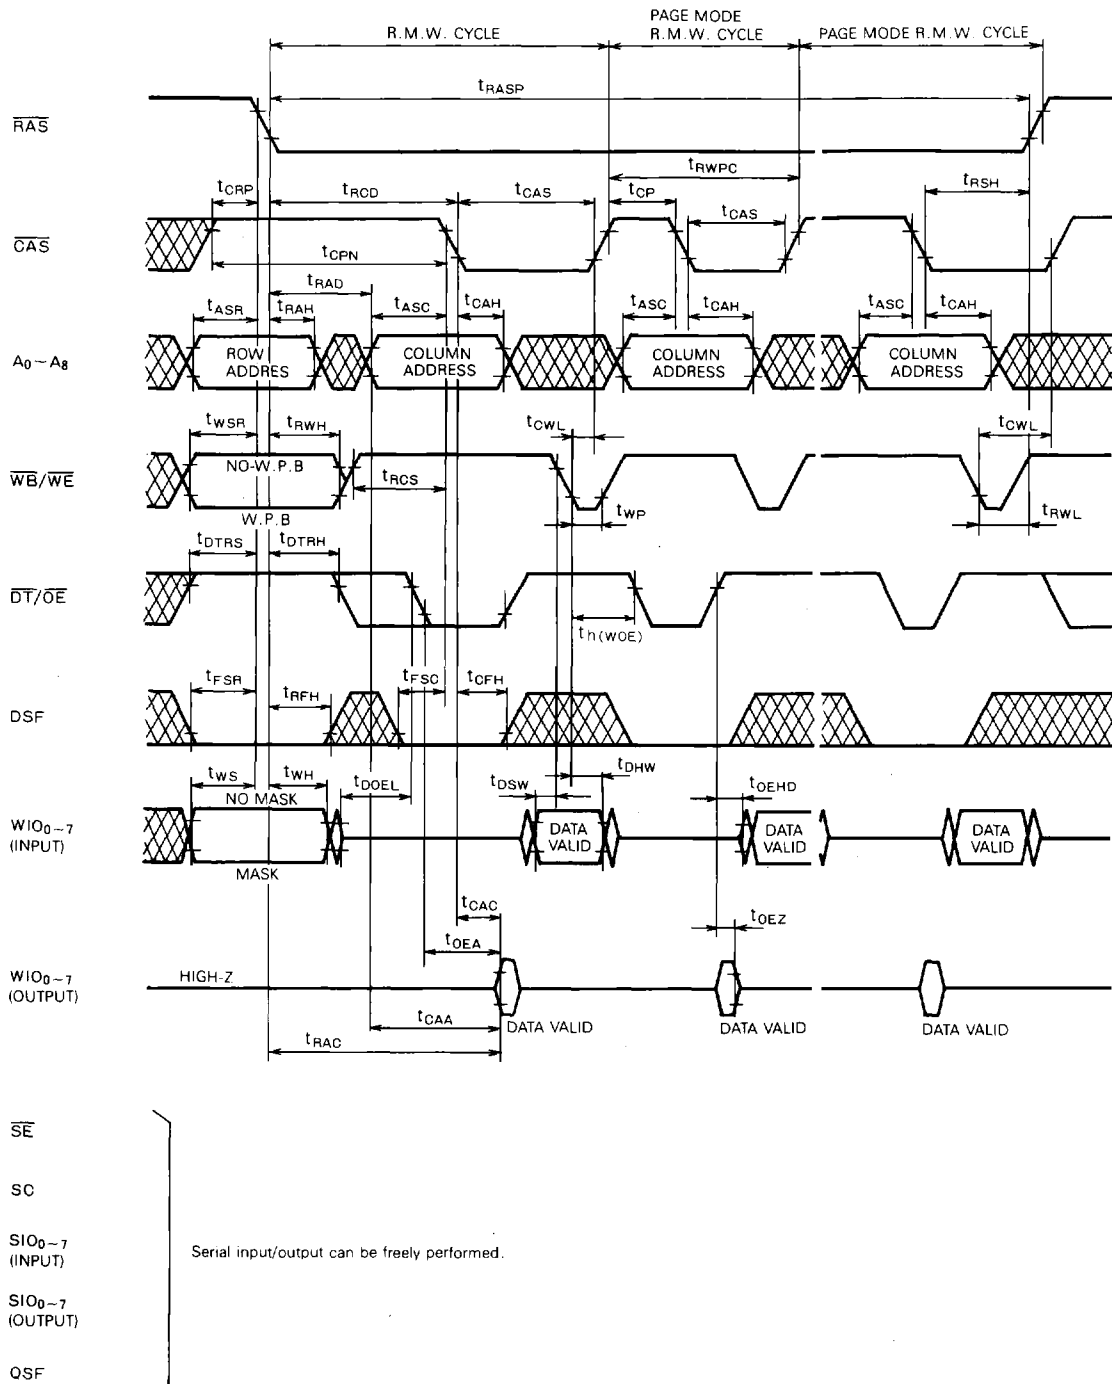 PAGE MODE
R.M.W. CYCLE R.M.W. CYCLE PAGE MODE R.M.W. CYCLE
tRASP
RAS
tRWPC
tCRP tRCD tCAS tCP tRSH
tCAS
CAS
tCPN
tRAD
tASR tRAH tASC tCAH tASC tCAH tASC tCAH
A0~A8
ROW ADDRES
COLUMN ADDRESS
COLUMN ADDRESS
COLUMN ADDRESS
tWSR tRWH tCWL tCWL
NO-W.P.B
WB/WE
tRCS
W.P.B
tWP tRWL
tDTRS tDTRH
DT/OE
th(WOE)
tFSR tRFH tFSC tCFH
DSF
tWS tWH tDOEL tDSW tDHW tOEHD
NO MASK
WIO0~7
(INPUT)
DATA VALID
DATA VALID
DATA VALID
MASK
tCAC
tOEA tOEZ
WIO0~7
(OUTPUT)
HIGH-Z
tCAA
DATA VALID DATA VALID DATA VALID
tRAC
SE
SC
SIO0~7
(INPUT)
Serial input/output can be freely performed.
SIO0~7
(OUTPUT)
QSF